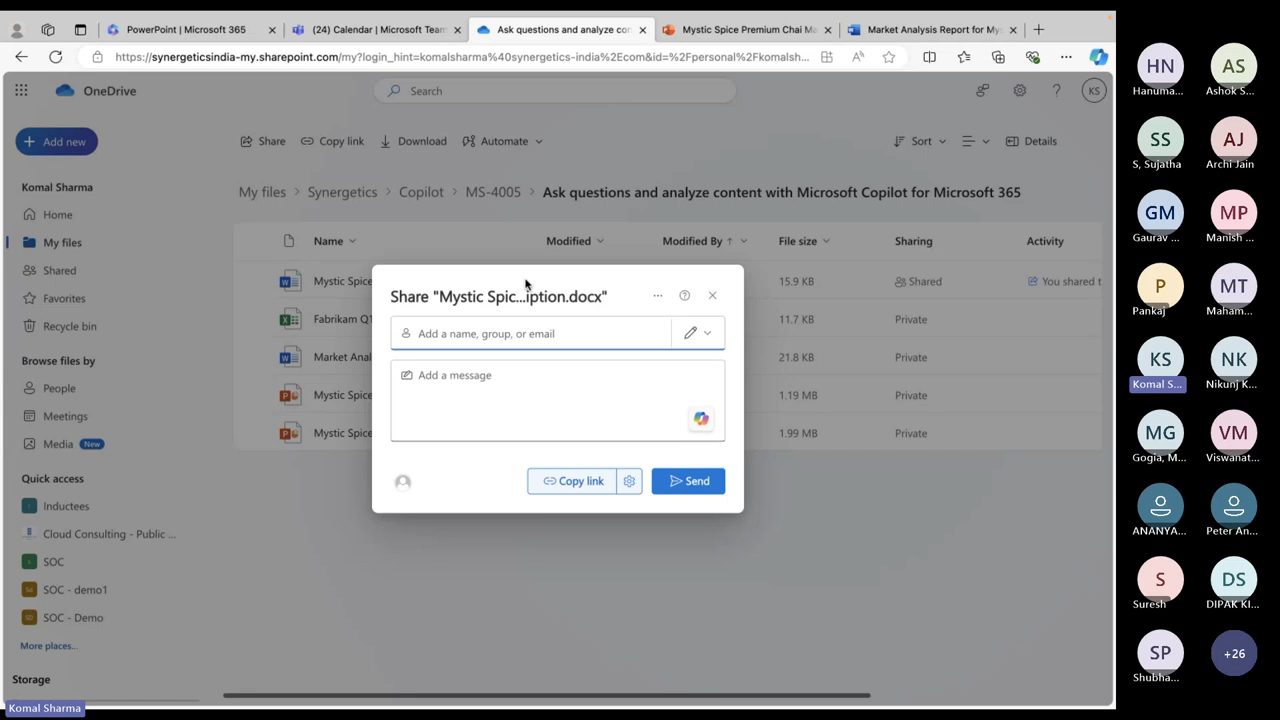 PowerPoint | Microsoft 365
(24) Calendar | Microsoft Team
Ask questions and analyze con
Mystic Spice Premium Chai Ma
Market Analysis Report for My
https://synergeticsindia-my.sharepoint.com/my?login_hint=komalsharma%40synergetics-india%2Ecom&id=%2Fpersonal%2Fkomalsh...
OneDrive
Search
KS
Add new
Share
Copy link
Download
Automate
Sort
Details
Komal Sharma
Home
My files
Shared
Favorites
Recycle bin
Browse files by
People
Meetings
Media New
Quick access
Inductees
Cloud Consulting - Public ...
SOC
SOC - demo1
SOC - Demo
More places...
Storage
My files > Synergetics > Copilot > MS-4005 > Ask questions and analyze content with Microsoft Copilot for Microsoft 365
Name Modified Modified By File size Sharing Activity
Mystic Spice 15.9 KB Shared You shared t
Fabrikam Q1 11.7 KB Private
Market Anal 21.8 KB Private
Mystic Spice 1.19 MB Private
Mystic Spice 1.99 MB Private
Share "Mystic Spic...iption.docx"
Add a name, group, or email
Add a message
Copy link
Send
Komal Sharma
HN AS
Hanuma... Ashok S...
SS AJ
S, Sujatha Archi Jain
GM MP
Gaurav ... Manish ...
P MT
Pankaj Maham...
KS NK
Komal S... Nikunj K...
MG VM
Gogia, M... Viswanat...
ANANYA... Peter An...
S DS
Suresh DIPAK KI...
SP +26
Shubha...